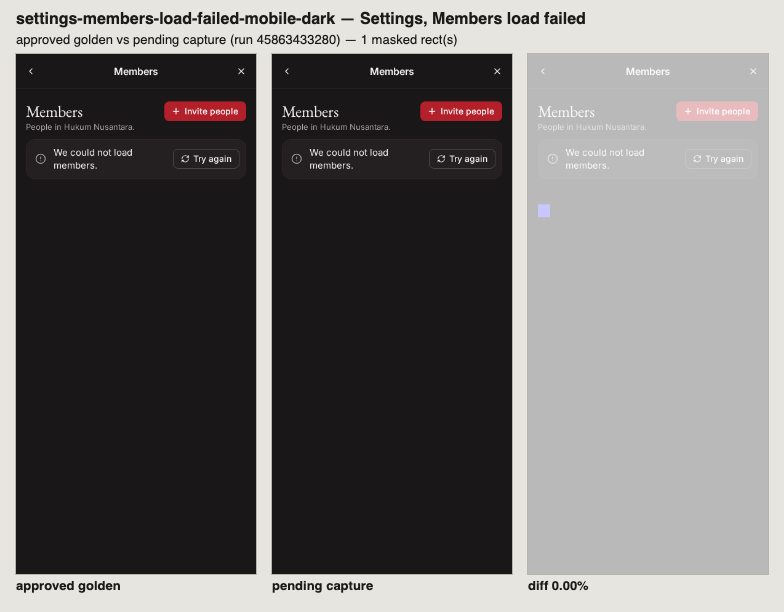 settings-members-load-failed-mobile-dark — Settings, Members load failed
approved golden vs pending capture (run 45863433280) — 1 masked rect(s)
Members
Members
Invite people
People in Hukum Nusantara.
We could not load
members.
Try again
approved golden
Members
Members
Invite people
People in Hukum Nusantara.
We could not load
members.
Try again
pending capture
Members
Members
Invite people
People in Hukum Nusantara.
We could not load
members.
Try again
diff 0.00%